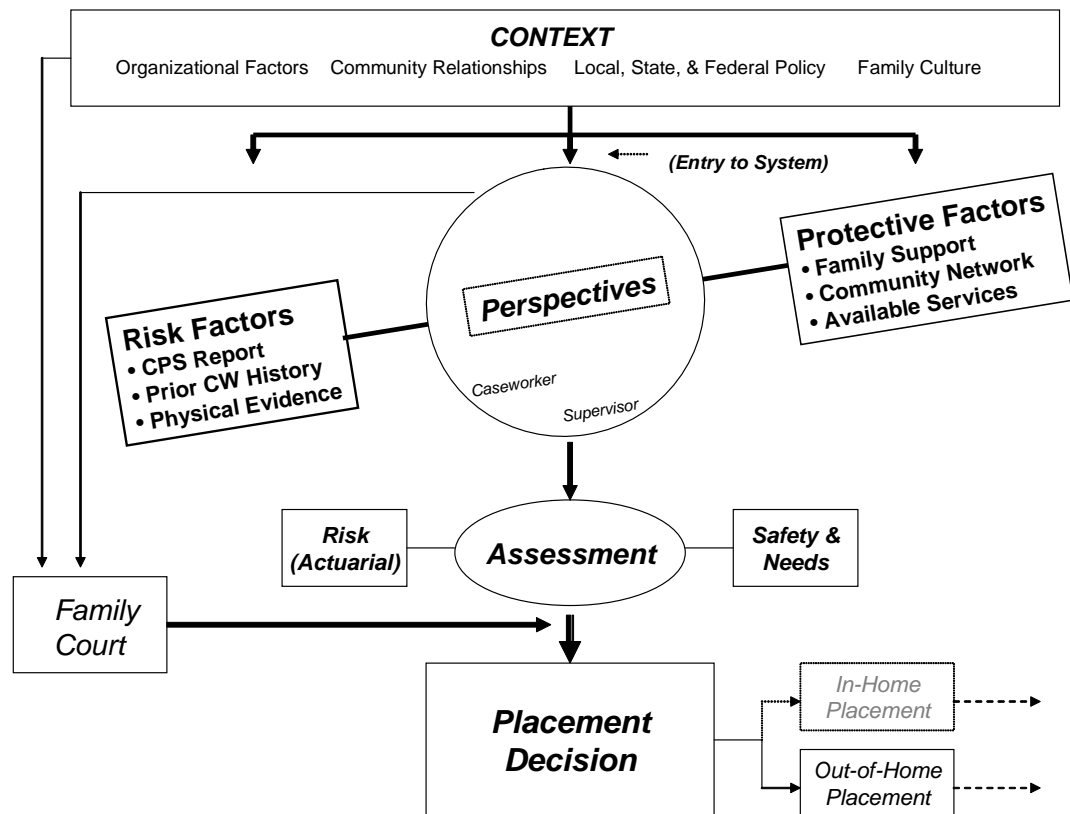 CONTEXT
Organizational Factors Community Relationships Local, State, & Federal Policy Family Culture
(Entry to System)
Protective Factors
• Family Support
• Community Network
• Available Services
Perspectives
Risk Factors
• CPS Report
• Prior CW History
• Physical Evidence
Caseworker
Supervisor
Risk
(Actuarial)
Assessment
Safety &
Needs
Family
Court
Placement
Decision
In-Home
Placement
Out-of-Home
Placement